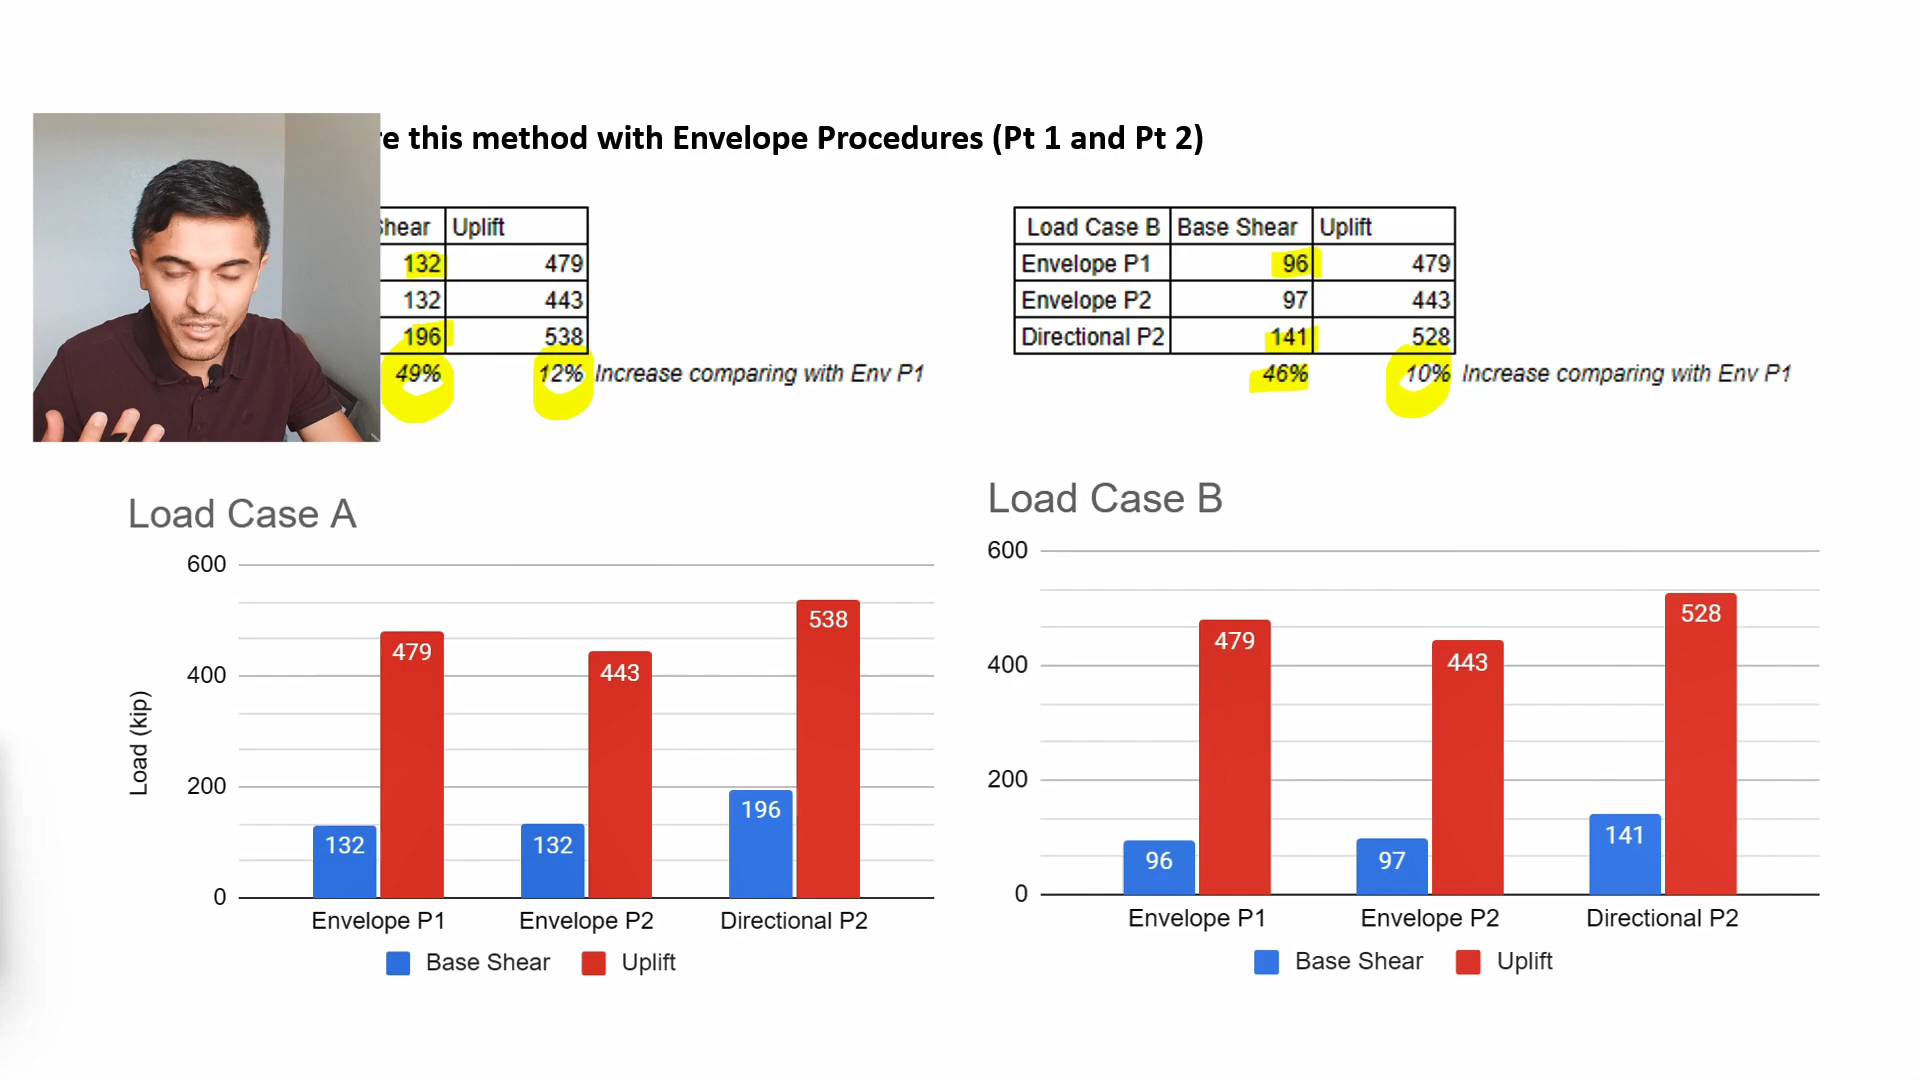 re this method with Envelope Procedures (Pt 1 and Pt 2)
Shear Uplift
132 479
132 443
196 538
49% 12% Increase comparing with Env P1
Load Case B Base Shear Uplift
Envelope P1 96 479
Envelope P2 97 443
Directional P2 141 528
46% 10% Increase comparing with Env P1
Load Case A
600
400
200
0
Load (kip)
479
443
538
132
132
196
Envelope P1 Envelope P2 Directional P2
Base Shear Uplift
Load Case B
600
400
200
0
479
443
528
96
97
141
Envelope P1 Envelope P2 Directional P2
Base Shear Uplift